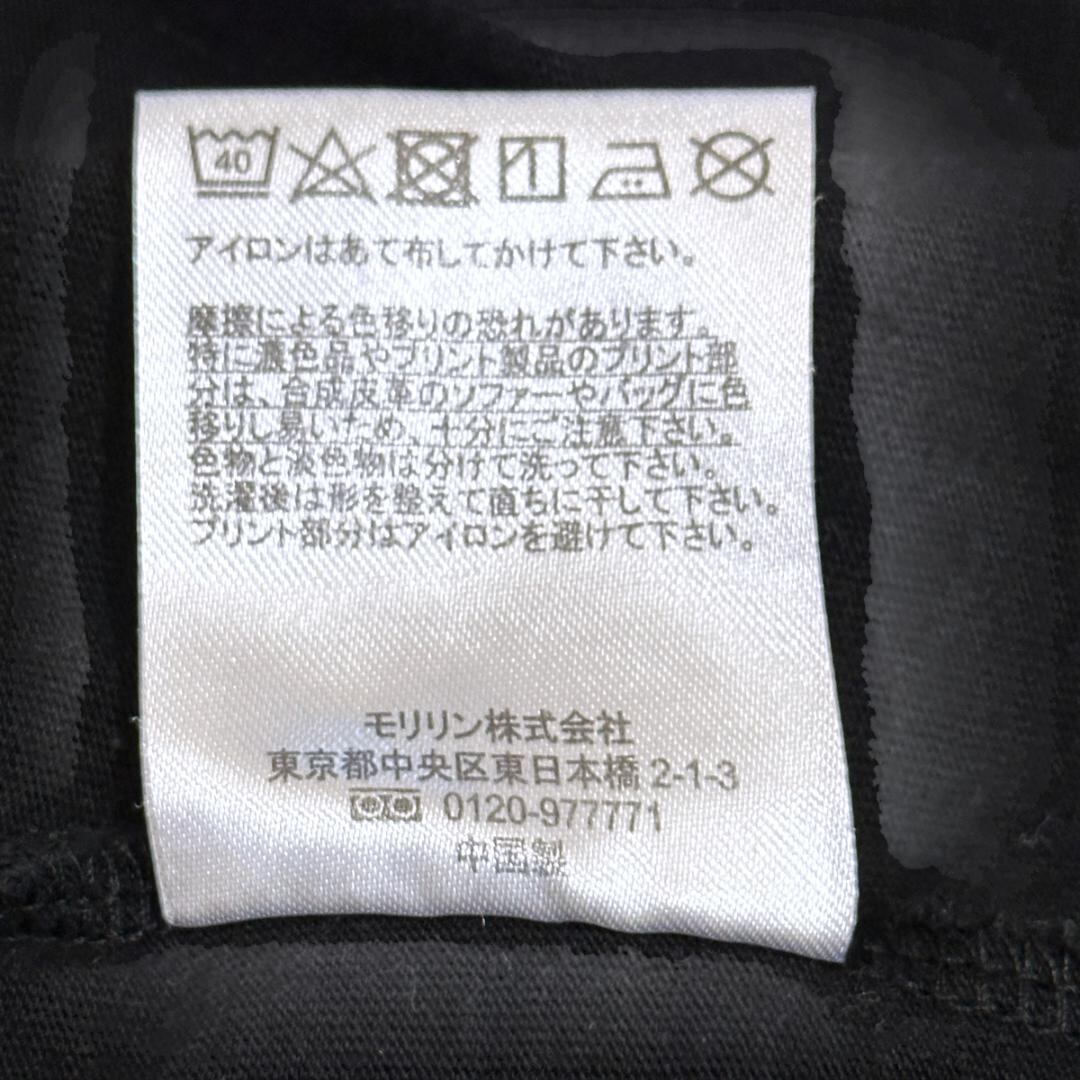 40
アイロンはあて布してかけて下さい。
摩擦による色移りの恐れがあります。
特に濃色品やプリント製品のプリント部
分は、合成皮革のソファーやバッグに色
移りし易いため、十分にご注意下さい。
色物と淡色物は分けて洗って下さい。
洗濯後は形を整えて直ちに干して下さい。
プリント部分はアイロンを避けて下さい。
モリリン株式会社
東京都中央区東日本橋 2-1-3
0120-977771
中国製